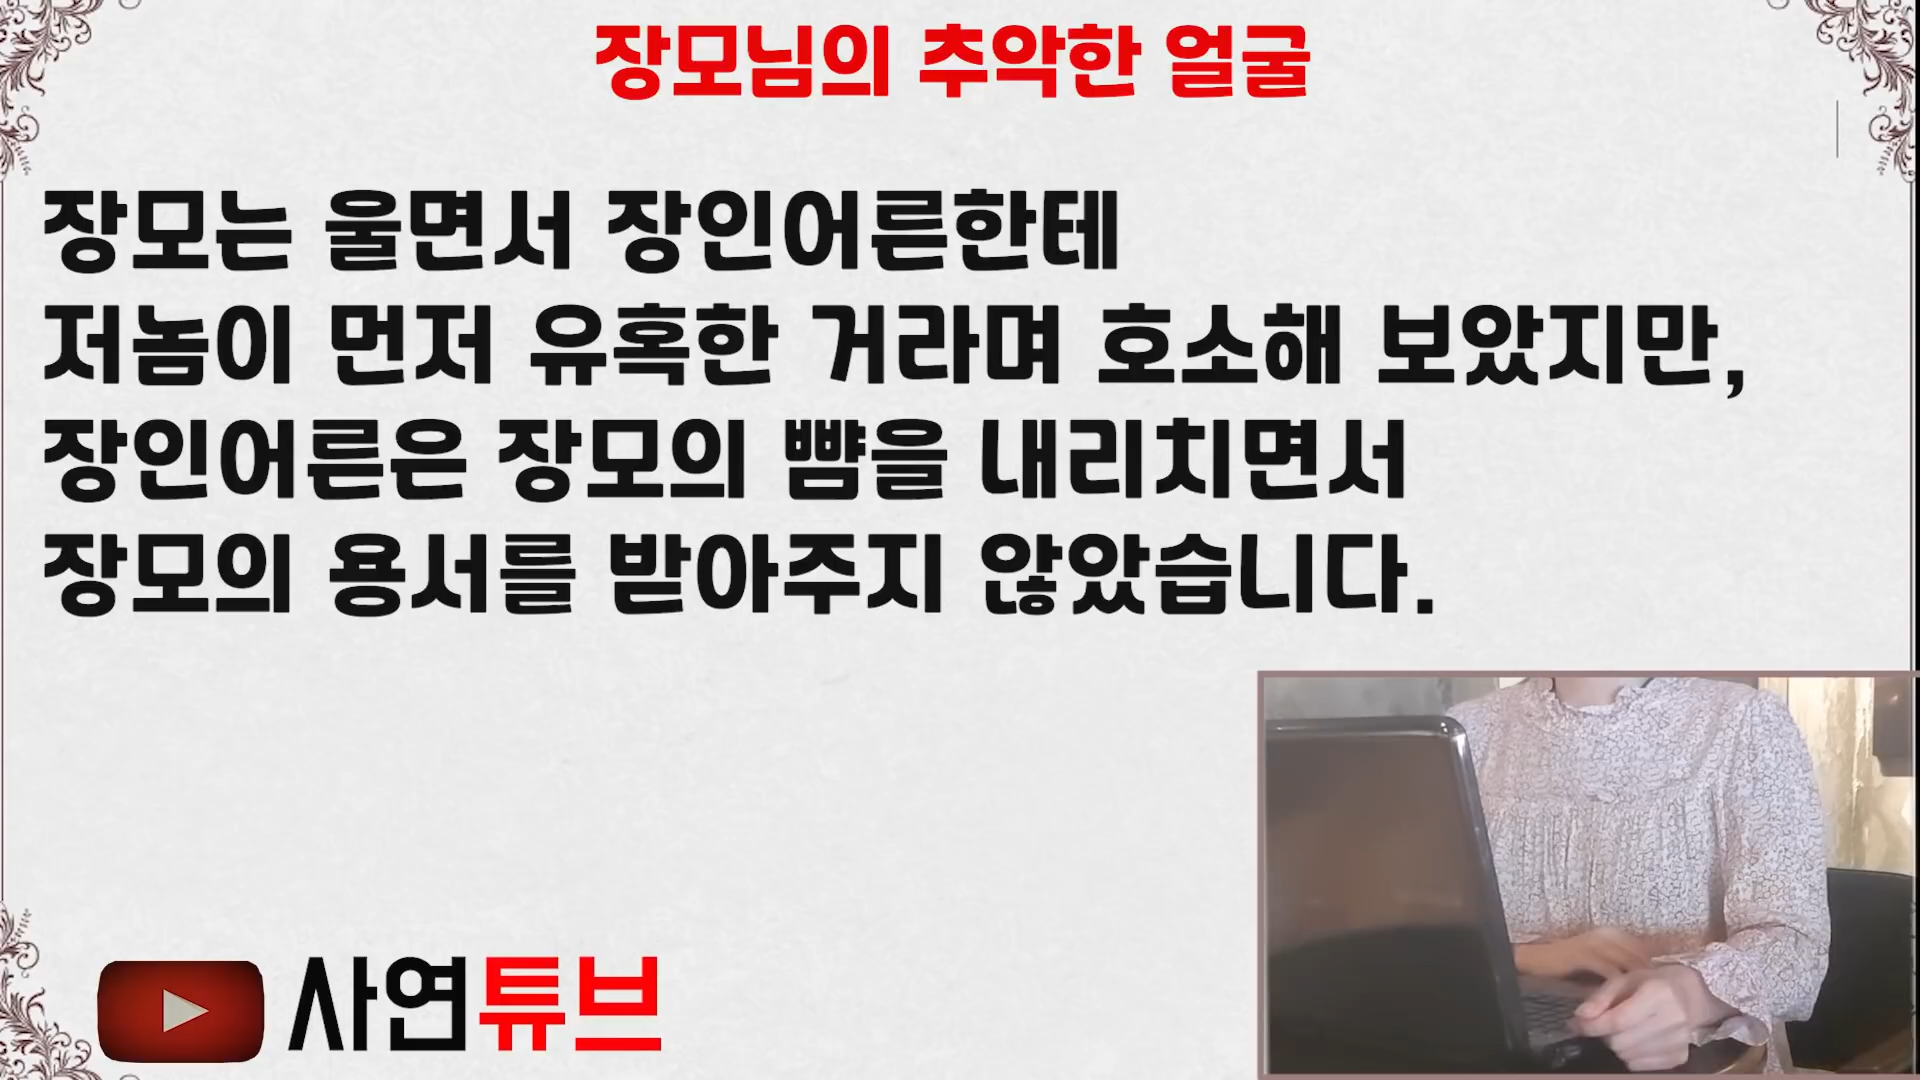 장모님의 추악한 얼굴
장모는 울면서 장인어른한테
저놈이 먼저 유혹한 거라며 호소해 보았지만,
장인어른은 장모의 뺨을 내리치면서
장모의 용서를 받아주지 않았습니다.
사연튜브